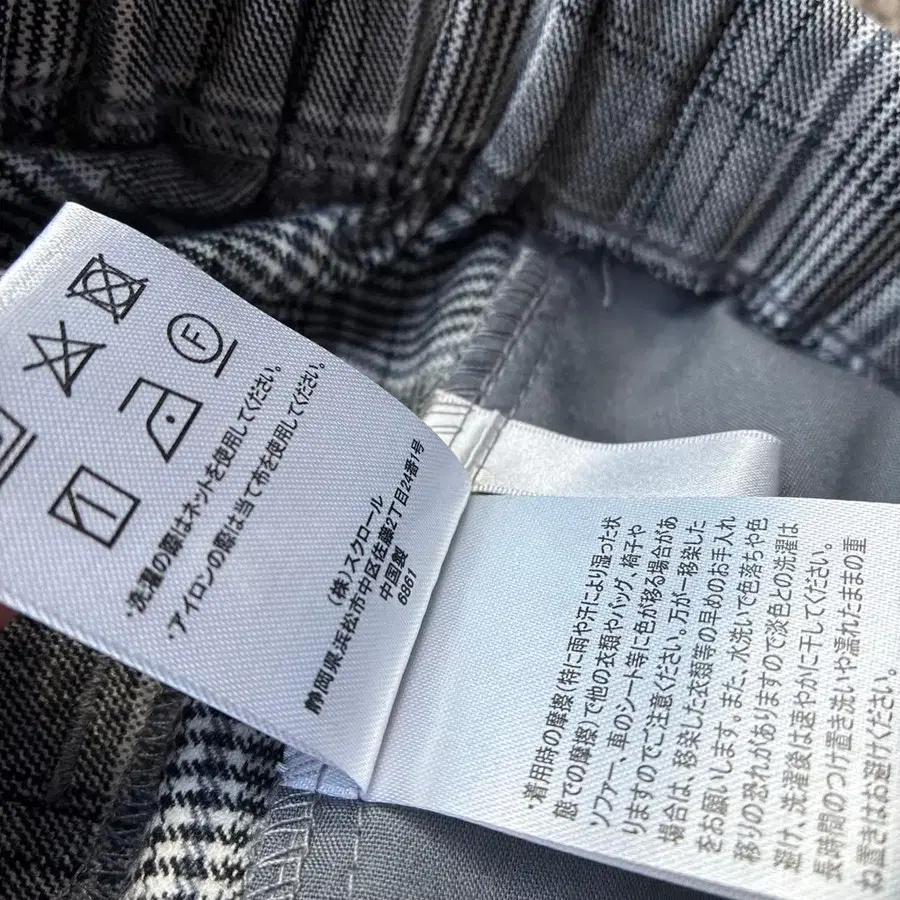 F
・洗濯の際はネットを使用してください。
・アイロンの際は当て布を使用してください。
(株)スクロール
静岡県浜松市中区佐藤2丁目24番1号
中国製
6861
・着用時の摩擦(特に雨や汗により湿った状
態での摩擦)で他の衣類やバッグ、椅子や
ソファー、車のシート等に色が移る場合があ
りますのでご注意ください。万が一移染した
場合は、移染した衣類等の早めのお手入れ
をお願いします。また、水洗いで色落ちや色
移りの恐れがありますので淡色との洗濯は
避け、洗濯後は速やかに干してください。
長時間のつけ置き洗いや濡れたままの重
ね置きはお避けください。